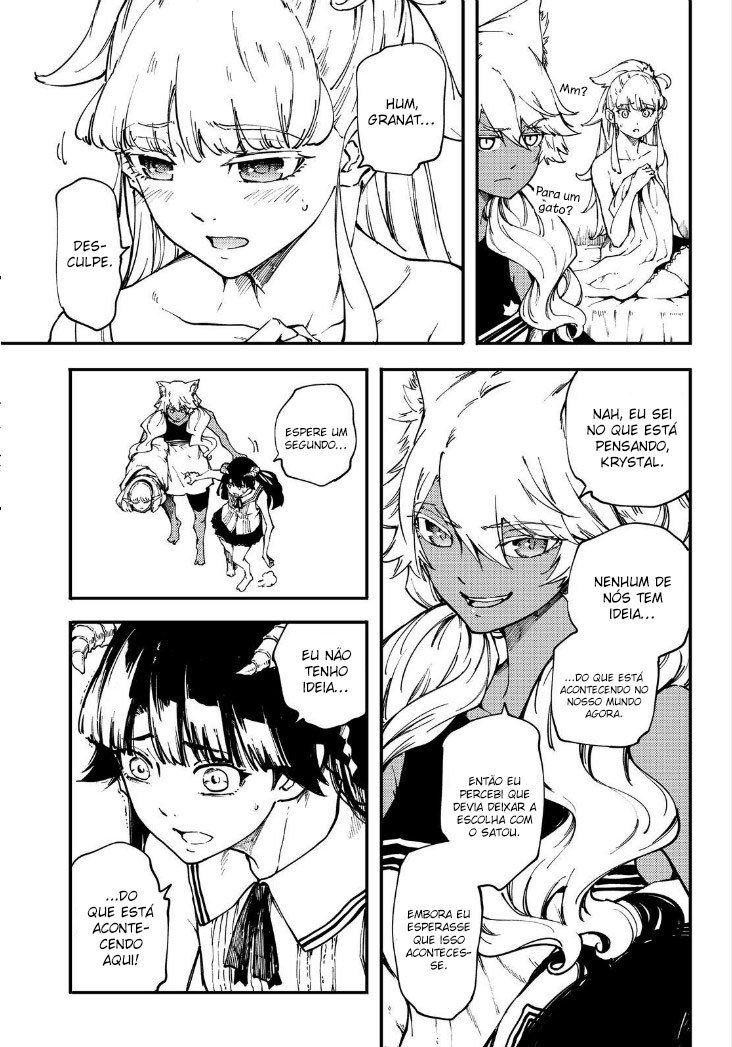 Mm?
Para um
gato?
HUM,
GRANAT...
DES-
CULPE.
NAH, EU SEI
NO QUE ESTÁ
PENSANDO,
KRYSTAL.
NENHUM DE
NÓS TEM
IDEIA...
...DO QUE ESTÁ
ACONTECENDO NO
NOSSO MUNDO
AGORA.
ENTÃO EU
PERCEBI QUE
DEVIA DEIXAR A
ESCOLHA COM
O SATOU.
EMBORA EU
ESPERASSE
QUE ISSO
ACONTECES-
SE.
ESPERE UM
SEGUNDO...
EU NÃO
TENHO
IDEIA...
...DO
QUE ESTÁ
ACONTE-
CENDO
AQUI!